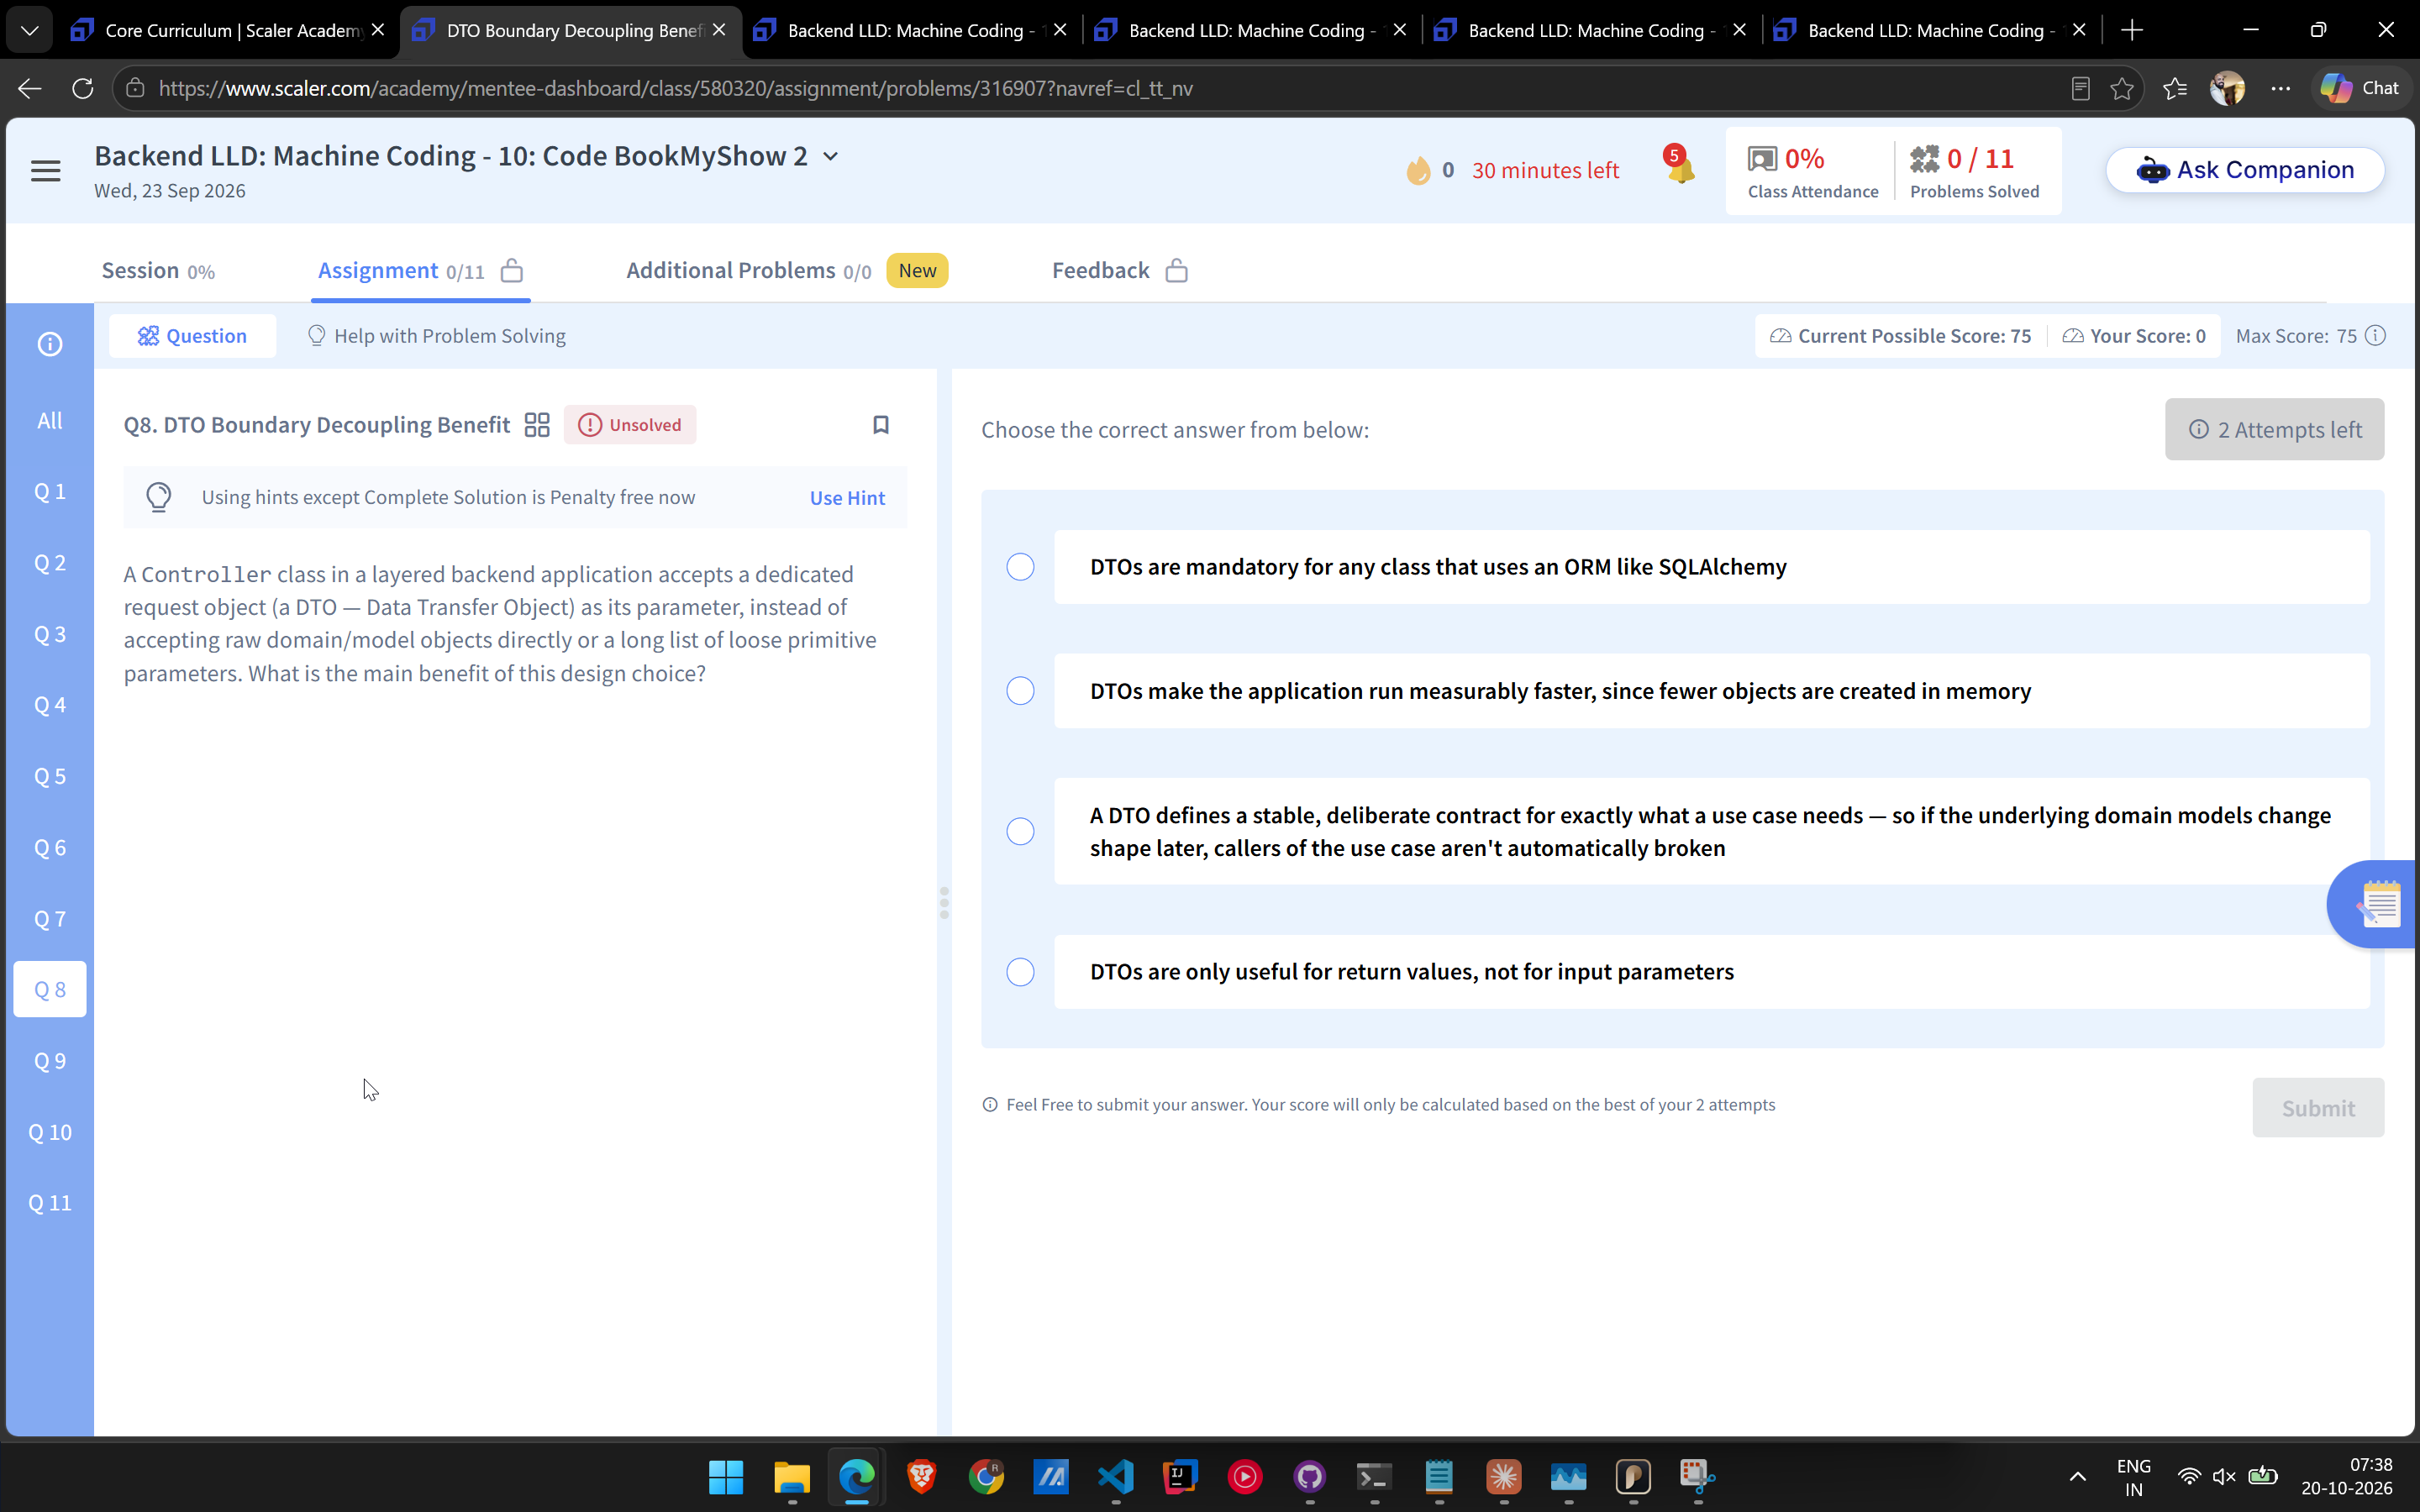 Core Curriculum | Scaler Academy
DTO Boundary Decoupling Benef
Backend LLD: Machine Coding - 1
Backend LLD: Machine Coding -
Backend LLD: Machine Coding -
Backend LLD: Machine Coding -
https://www.scaler.com/academy/mentee-dashboard/class/580320/assignment/problems/316907?navref=cl_tt_nv
Chat
Backend LLD: Machine Coding - 10: Code BookMyShow 2
Wed, 23 Sep 2026
0
30 minutes left
5
0%
Class Attendance
0 / 11
Problems Solved
Ask Companion
Session 0%
Assignment 0/11
Additional Problems 0/0
New
Feedback
Question
Help with Problem Solving
Current Possible Score: 75
Your Score: 0
Max Score: 75
All
Q 1
Q 2
Q 3
Q 4
Q 5
Q 6
Q 7
Q 8
Q 9
Q 10
Q 11
Q8. DTO Boundary Decoupling Benefit
Unsolved
Using hints except Complete Solution is Penalty free now
Use Hint
A Controller class in a layered backend application accepts a dedicated
request object (a DTO — Data Transfer Object) as its parameter, instead of
accepting raw domain/model objects directly or a long list of loose primitive
parameters. What is the main benefit of this design choice?
Choose the correct answer from below:
2 Attempts left
DTOs are mandatory for any class that uses an ORM like SQLAlchemy
DTOs make the application run measurably faster, since fewer objects are created in memory
A DTO defines a stable, deliberate contract for exactly what a use case needs — so if the underlying domain models change
shape later, callers of the use case aren't automatically broken
DTOs are only useful for return values, not for input parameters
Feel Free to submit your answer. Your score will only be calculated based on the best of your 2 attempts
Submit
R
IJ
ENG
IN
07:38
20-10-2026